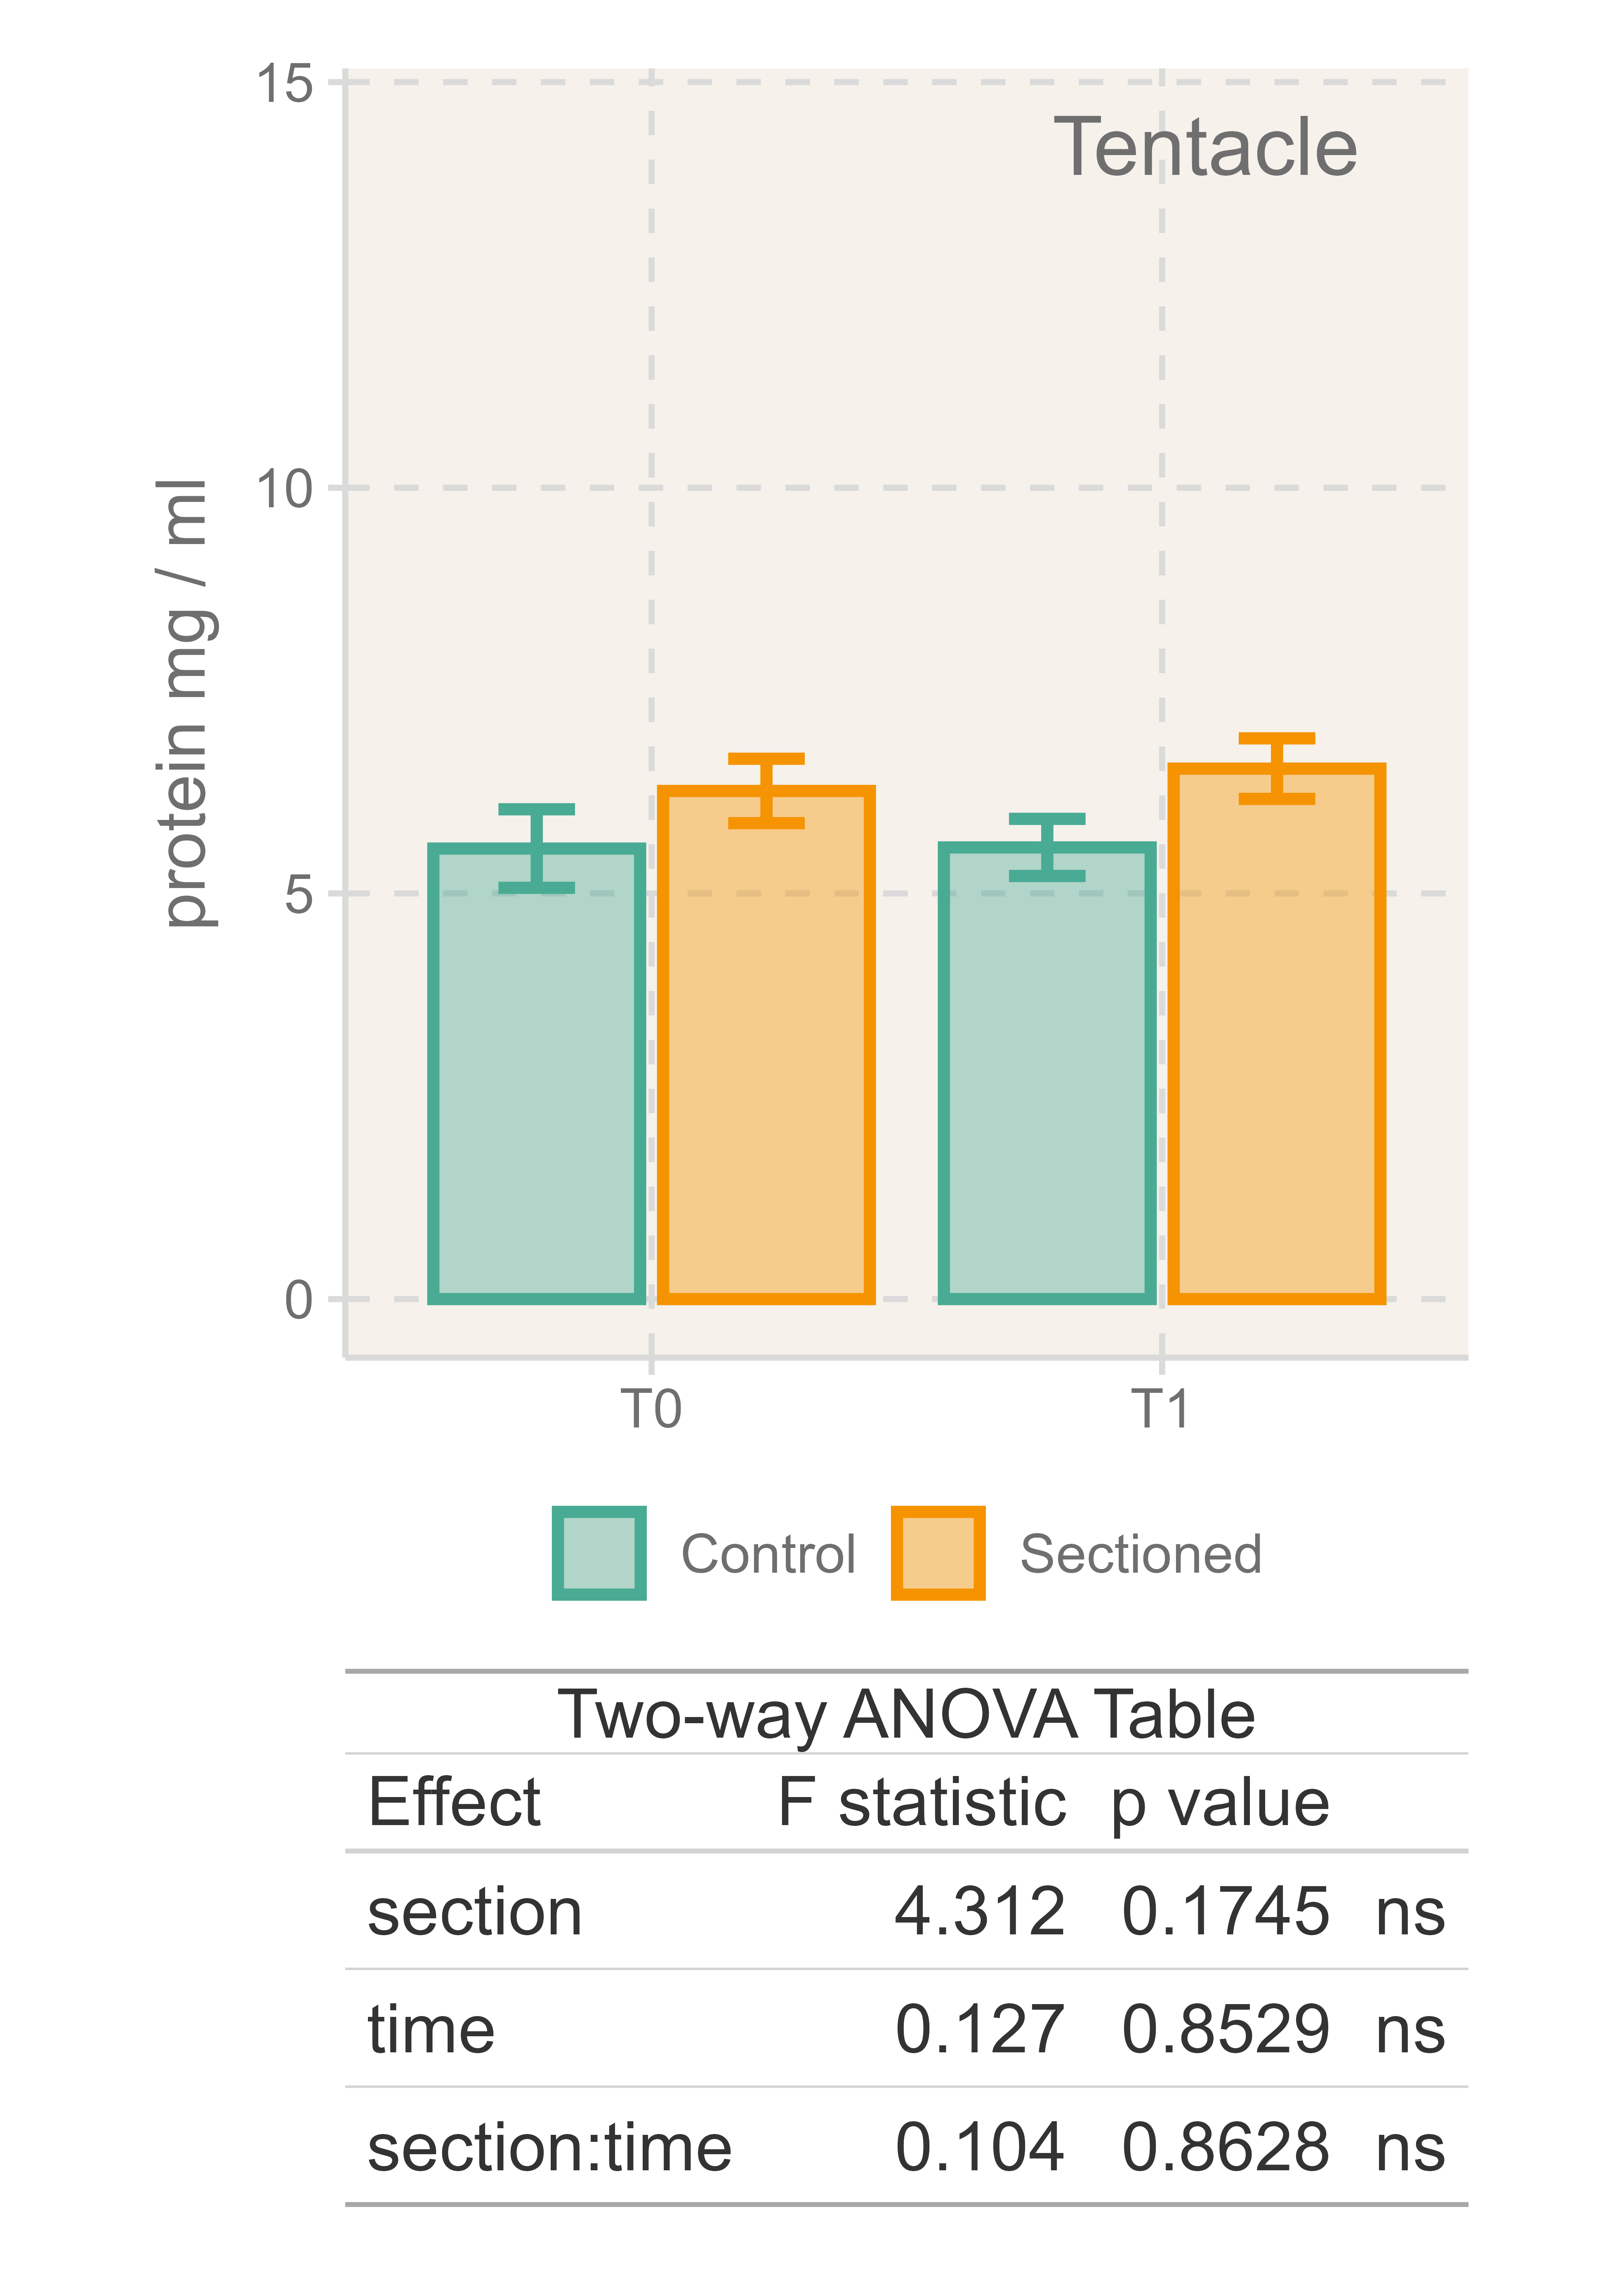 15
Tentacle
10
protein mg / ml
5
0
T0 T1
Control Sectioned
Two-way ANOVA Table
Effect F statistic p value
section 4.312 0.1745 ns
time 0.127 0.8529 ns
section:time 0.104 0.8628 ns